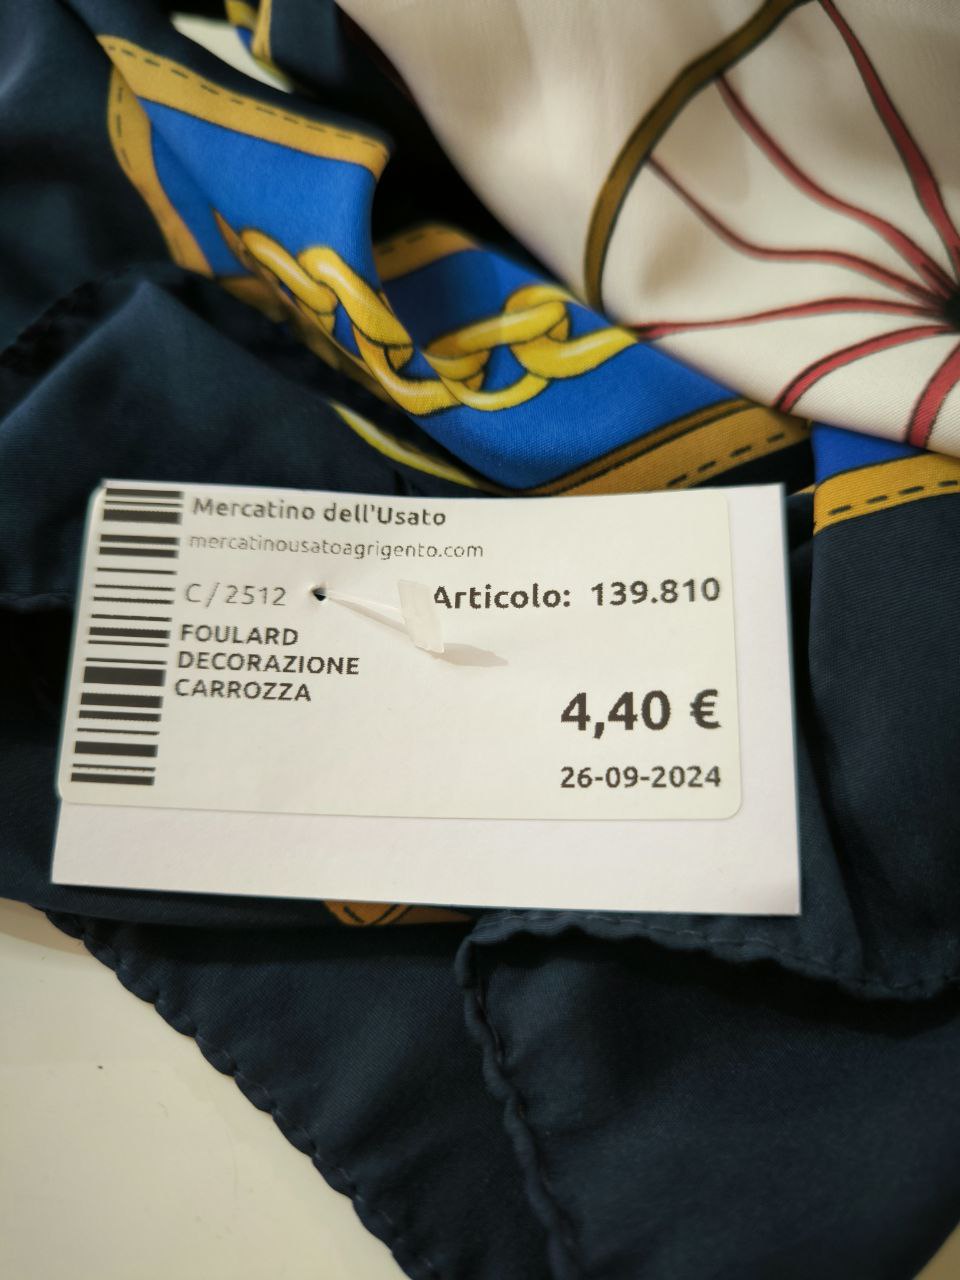 Mercatino dell'Usato
mercatinousatoagrigento.com
C/2512
Articolo: 139.810
FOULARD
DECORAZIONE
CARROZZA
4,40 €
26-09-2024